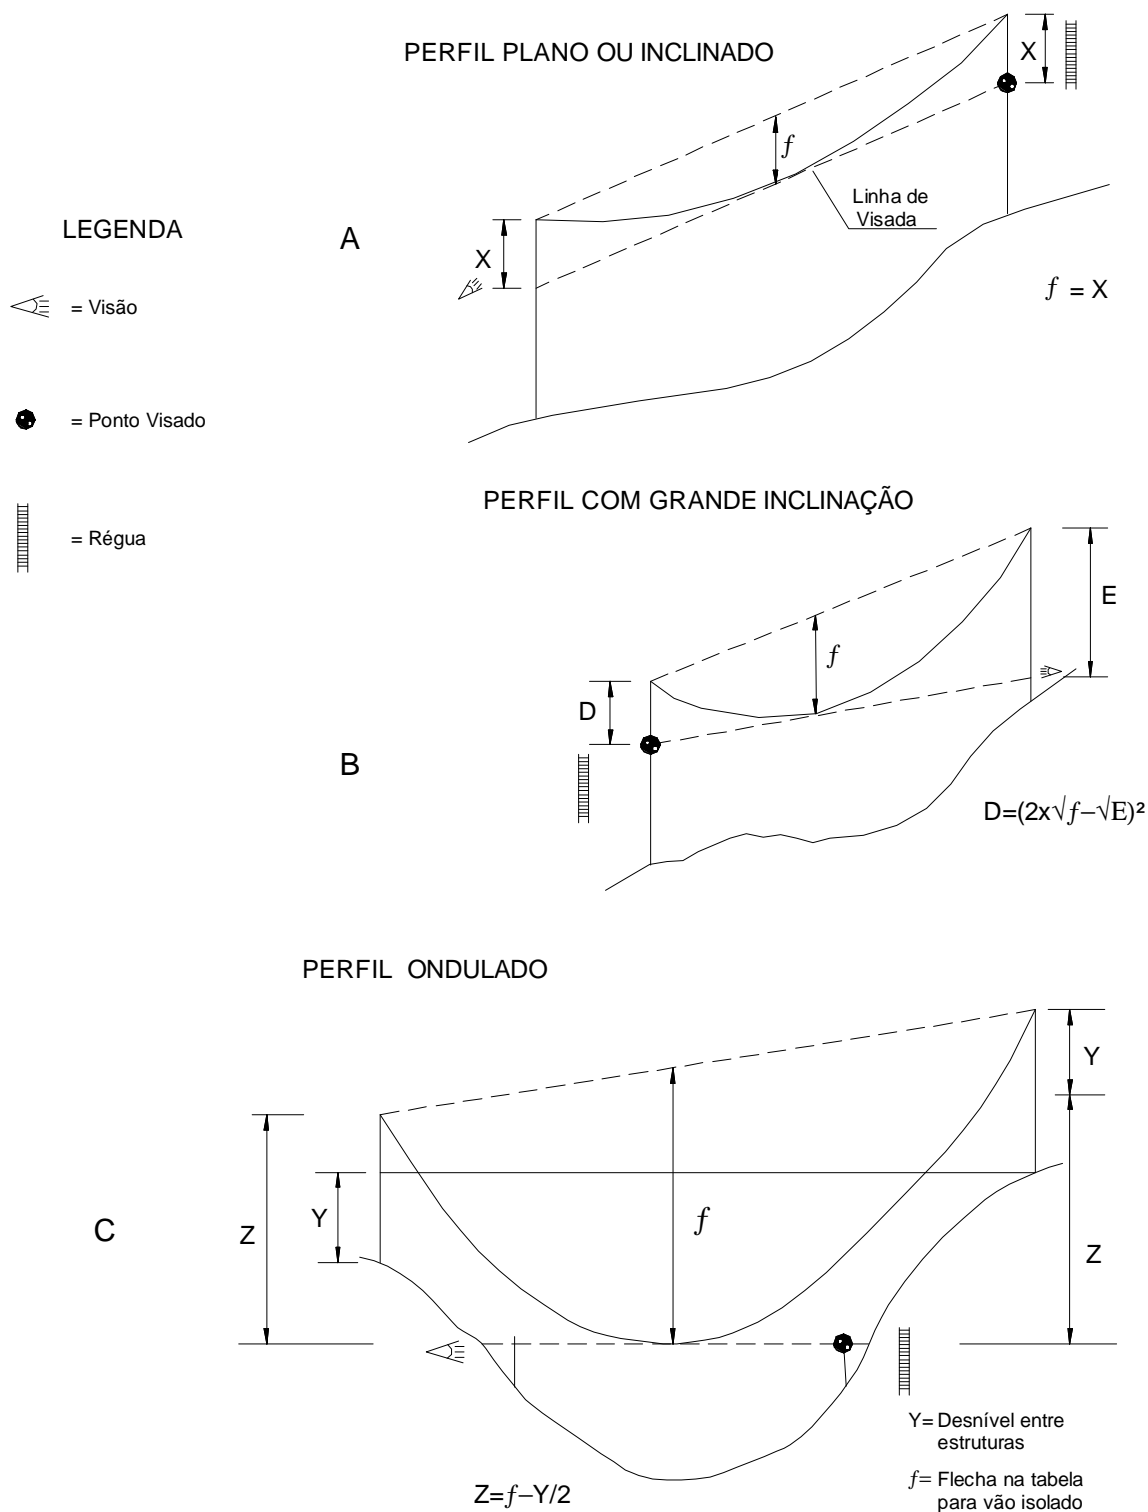 PERFIL PLANO OU INCLINADO
X
f
Linha de
Visada
LEGENDA
A
X
f = X
= Visão
= Ponto Visado
= Régua
PERFIL COM GRANDE INCLINAÇÃO
E
f
D
B
D=(2x√f−√E)²
PERFIL ONDULADO
Y
f
Y
Z
C
Z
Y= Desnível entre
estruturas
f= Flecha na tabela
para vão isolado
Z=f−Y/2